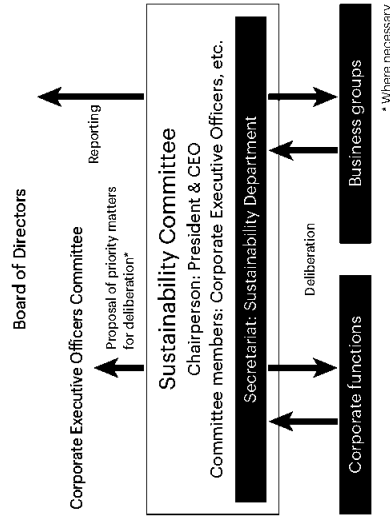 Board of Directors
Corporate Executive Officers Committee
Reporting
Proposal of priority matters
for deliberation*
Sustainability Committee
Chairperson: President & CEO
Committee members: Corporate Executive Officers, etc.
Secretariat: Sustainability Department
Deliberation
Corporate functions
Business groups
* Where necessary